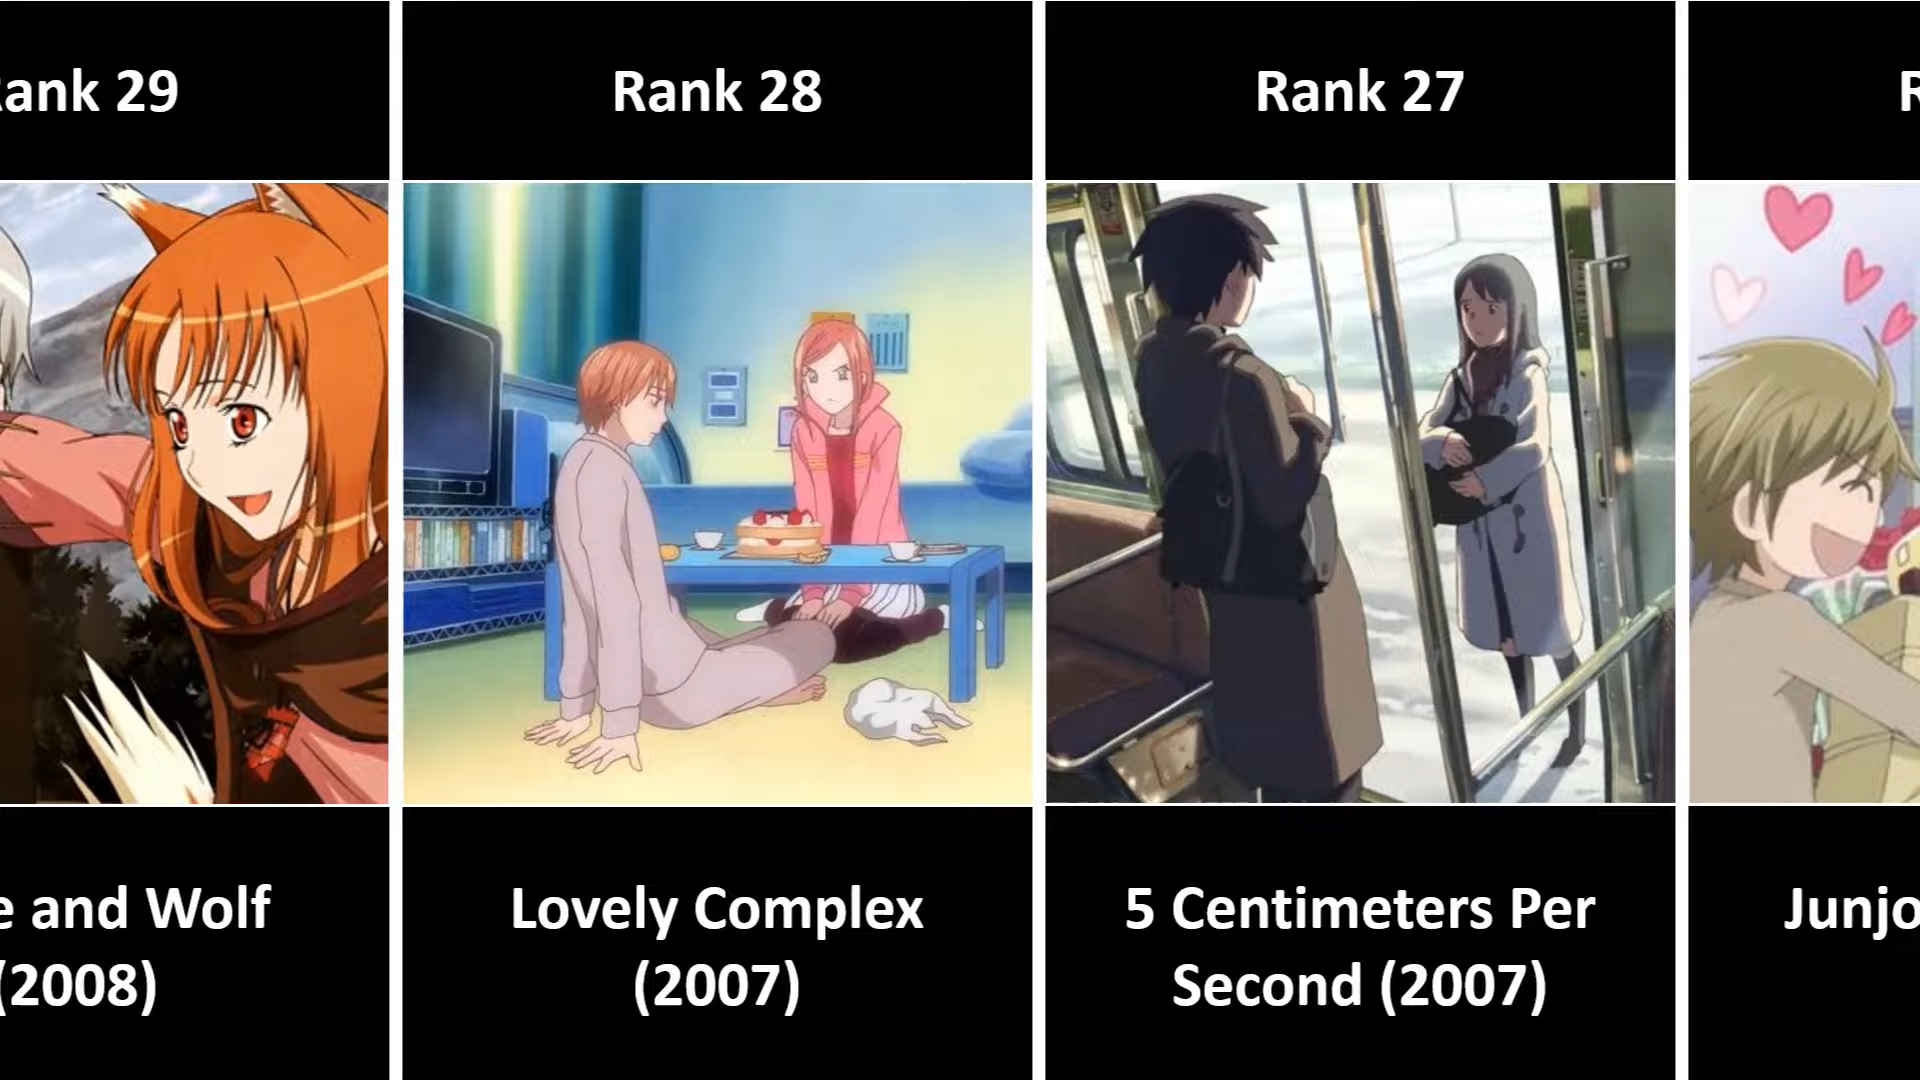 ank 29
Rank 28
Rank 27
R
e and Wolf
(2008)
Lovely Complex
(2007)
5 Centimeters Per
Second (2007)
Junjo